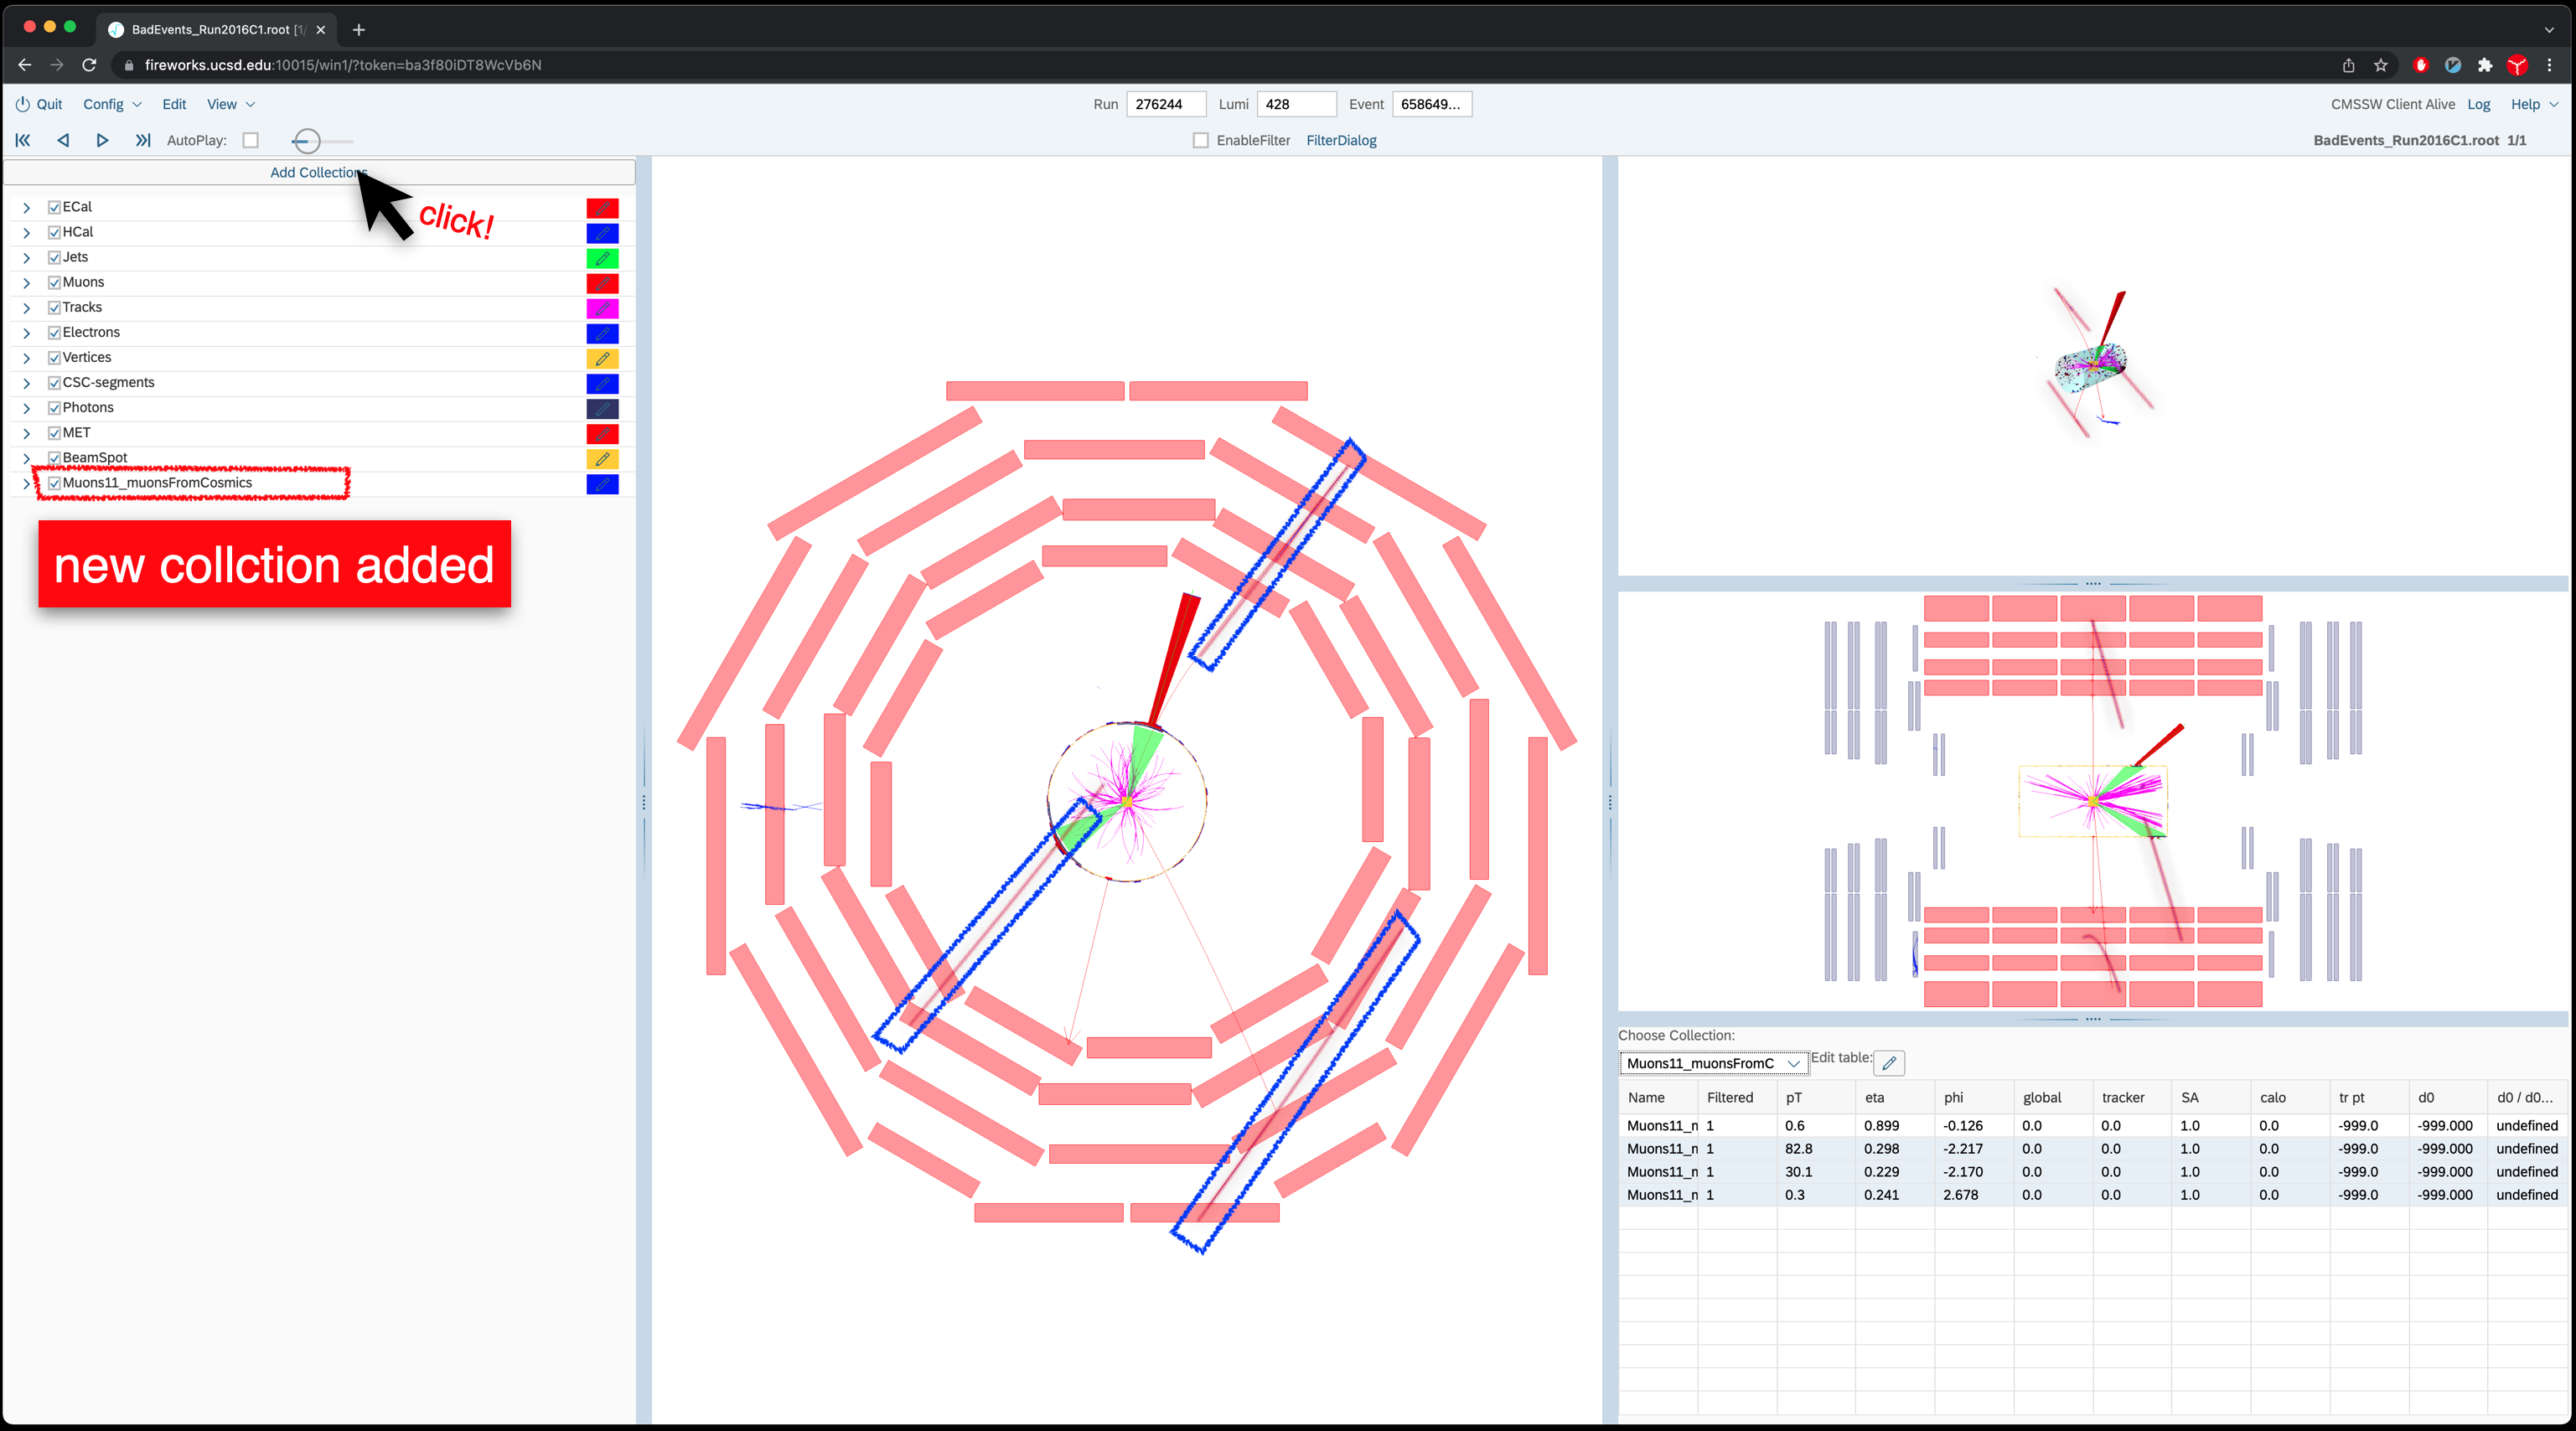 BadEvents_Run2016C1.root [1/
fireworks.ucsd.edu:10015/win1/?token=ba3f80iDT8WcVb6N
Quit Config Edit View Run 276244 Lumi 428 Event 658649... CMSSW Client Alive Log Help
AutoPlay: EnableFilter FilterDialog BadEvents_Run2016C1.root 1/1
Add Collections
click!
ECal
HCal
Jets
Muons
Tracks
Electrons
Vertices
CSC-segments
Photons
MET
BeamSpot
Muons11_muonsFromCosmics
new collction added
Choose Collection:
Muons11_muonsFromC Edit table:
Name Filtered pT eta phi global tracker SA calo tr pt d0 d0 / d0...
Muons11_r 1 0.6 0.899 -0.126 0.0 0.0 1.0 0.0 -999.0 -999.000 undefined
Muons11_r 1 82.8 0.298 -2.217 0.0 0.0 1.0 0.0 -999.0 -999.000 undefined
Muons11_r 1 30.1 0.229 -2.170 0.0 0.0 1.0 0.0 -999.0 -999.000 undefined
Muons11_r 1 0.3 0.241 2.678 0.0 0.0 1.0 0.0 -999.0 -999.000 undefined